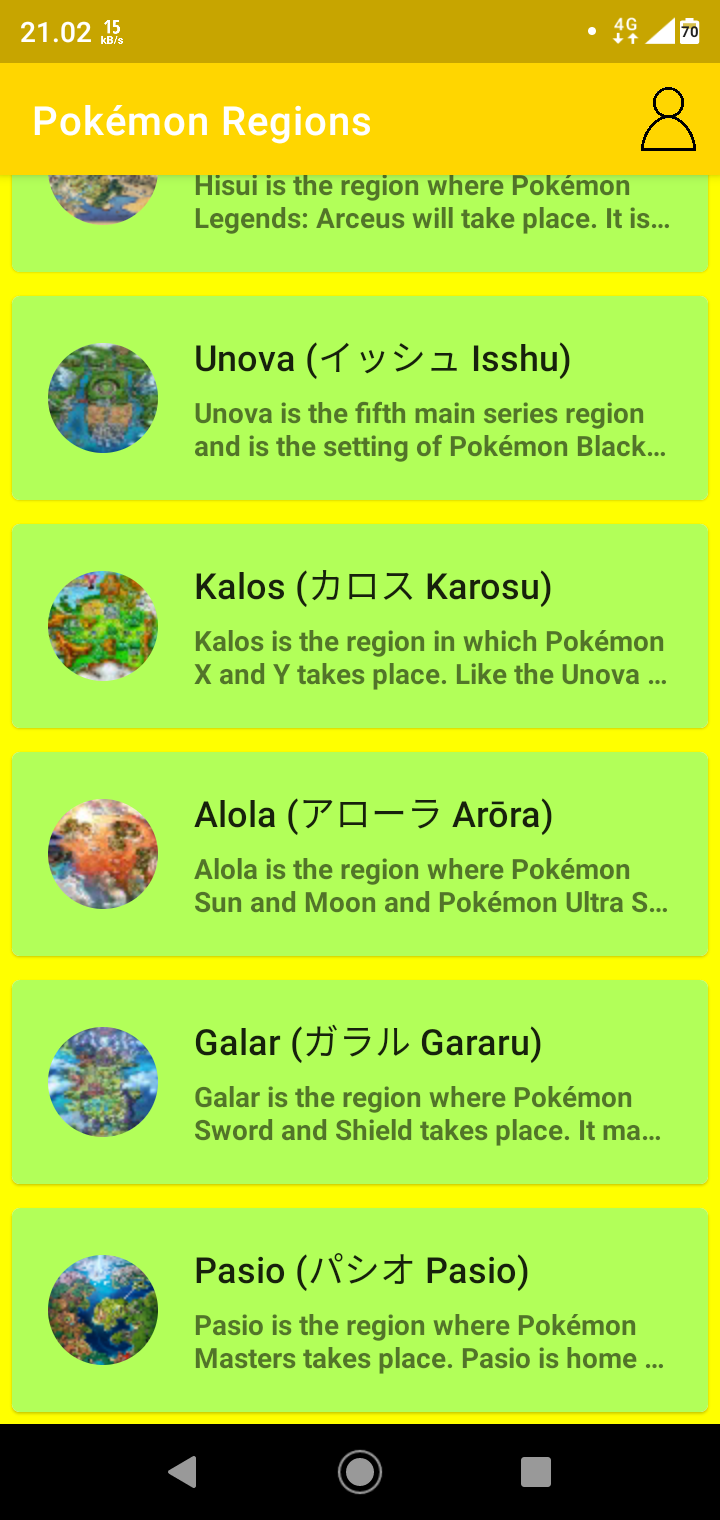 21.02 15 kB/s 4G 70
Pokémon Regions
Hisui is the region where Pokémon
Legends: Arceus will take place. It is…
Unova (イッシュ Isshu)
Unova is the fifth main series region
and is the setting of Pokémon Black…
Kalos (カロス Karosu)
Kalos is the region in which Pokémon
X and Y takes place. Like the Unova …
Alola (アローラ Arōra)
Alola is the region where Pokémon
Sun and Moon and Pokémon Ultra S…
Galar (ガラル Gararu)
Galar is the region where Pokémon
Sword and Shield takes place. It ma…
Pasio (パシオ Pasio)
Pasio is the region where Pokémon
Masters takes place. Pasio is home …